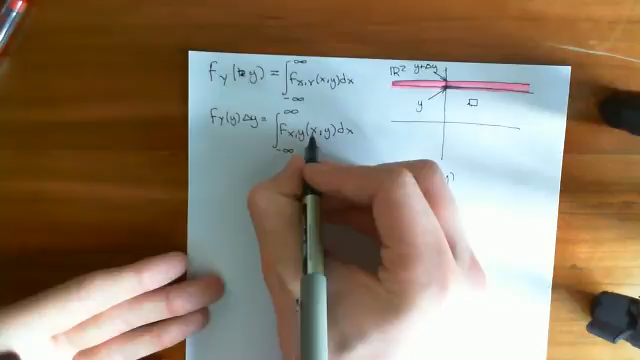 f_Y(y) = ∫_{-∞}^{∞} f_{X,Y}(x,y)dx
f_Y(y)Δy = ∫_{-∞}^{∞} f_{X,Y}(x,y)dx
ℝ² y+Δy
y